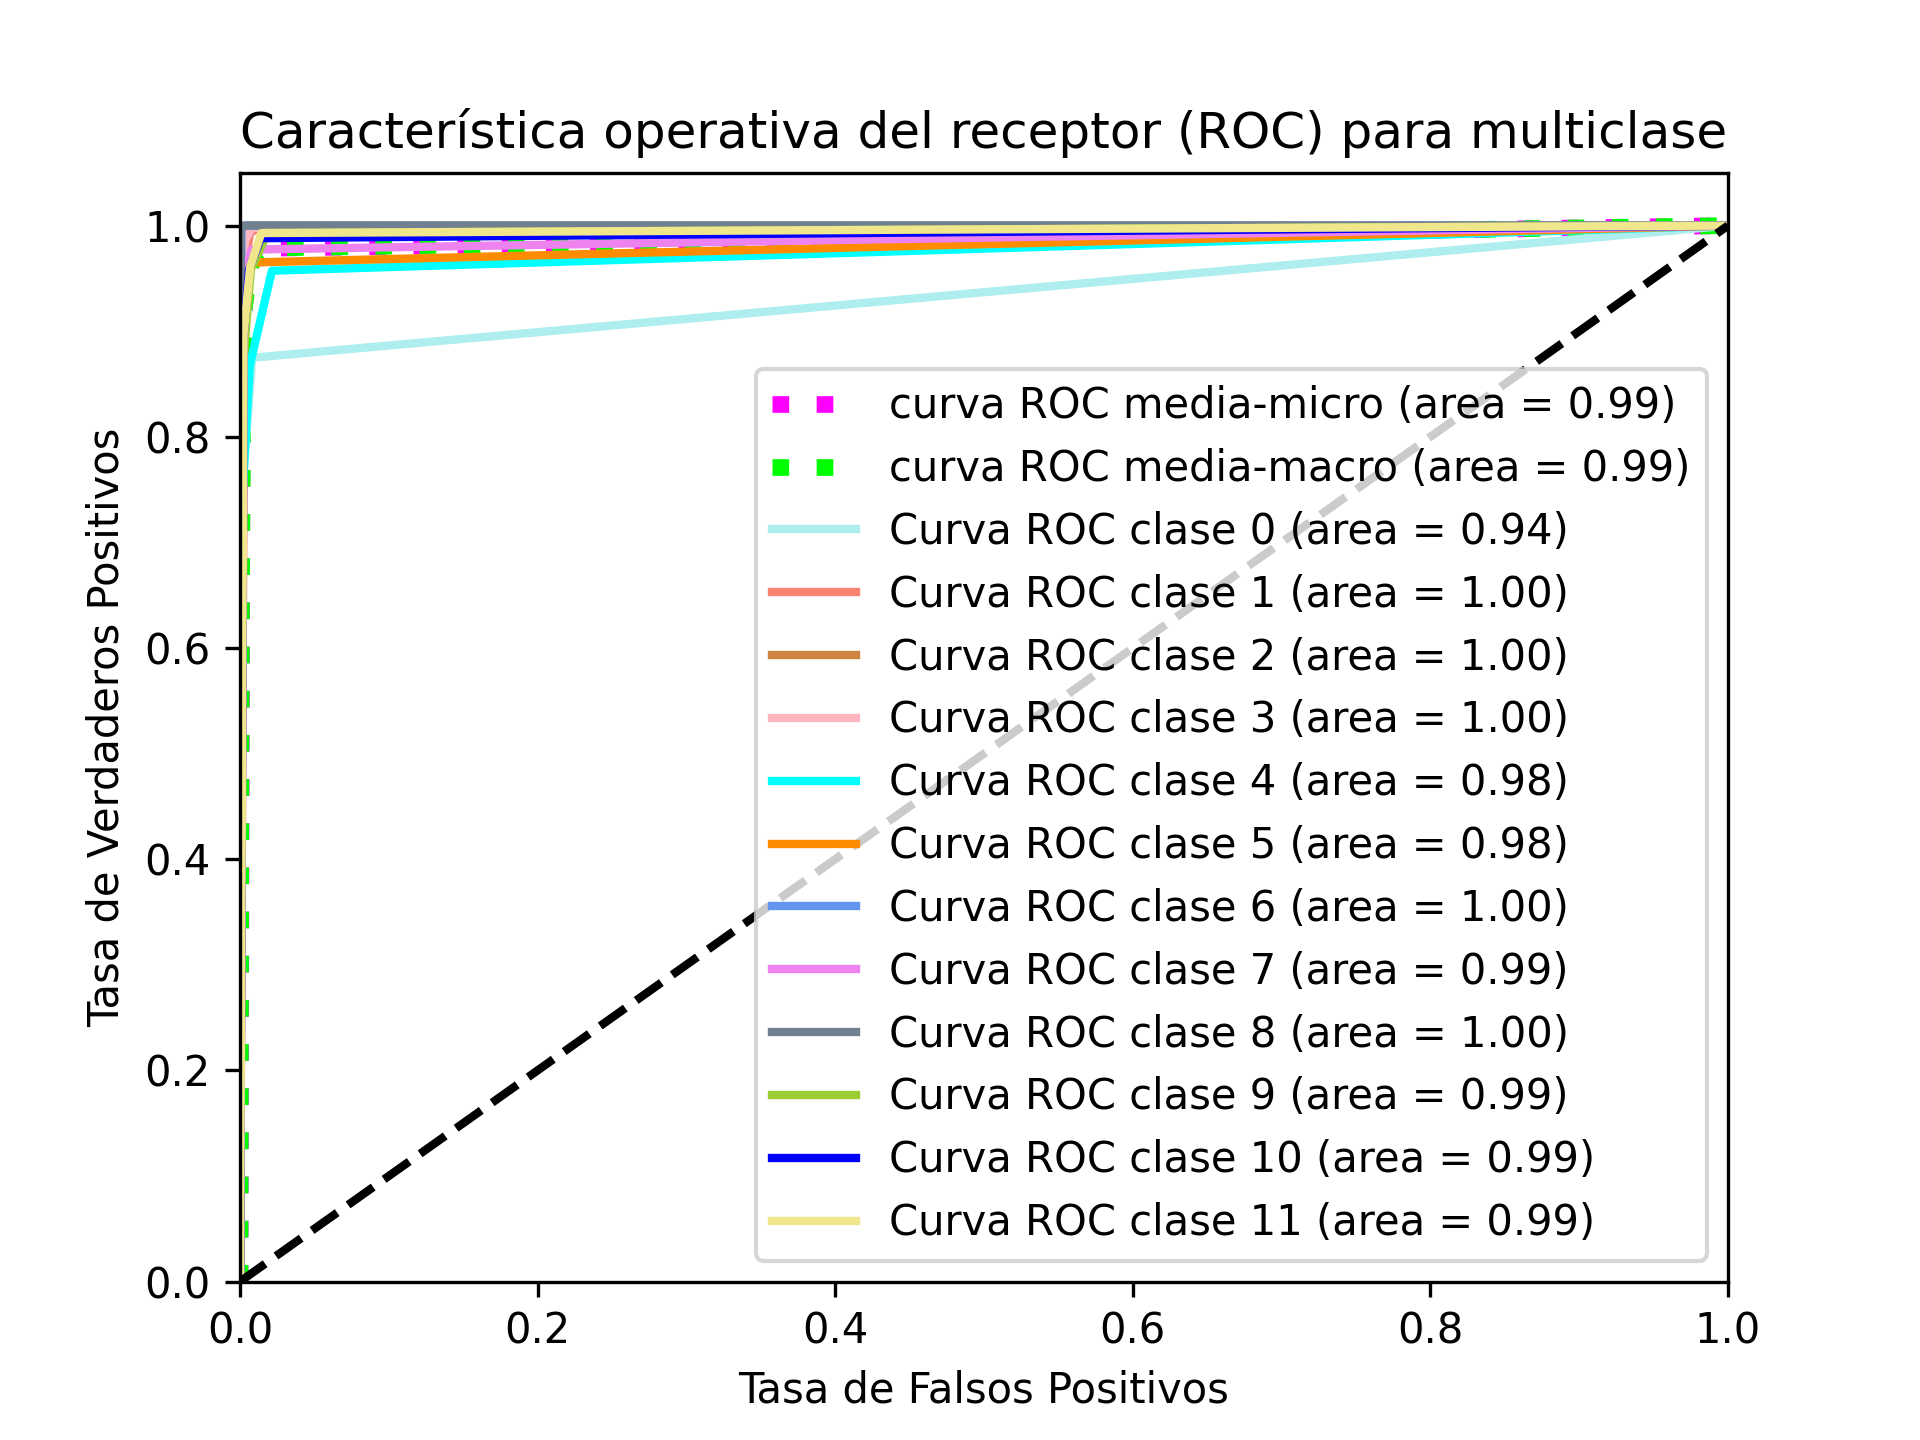 Característica operativa del receptor (ROC) para multiclase
1.0
0.8
0.6
0.4
0.2
0.0
Tasa de Verdaderos Positivos
curva ROC media-micro (area = 0.99)
curva ROC media-macro (area = 0.99)
Curva ROC clase 0 (area = 0.94)
Curva ROC clase 1 (area = 1.00)
Curva ROC clase 2 (area = 1.00)
Curva ROC clase 3 (area = 1.00)
Curva ROC clase 4 (area = 0.98)
Curva ROC clase 5 (area = 0.98)
Curva ROC clase 6 (area = 1.00)
Curva ROC clase 7 (area = 0.99)
Curva ROC clase 8 (area = 1.00)
Curva ROC clase 9 (area = 0.99)
Curva ROC clase 10 (area = 0.99)
Curva ROC clase 11 (area = 0.99)
0.0 0.2 0.4 0.6 0.8 1.0
Tasa de Falsos Positivos